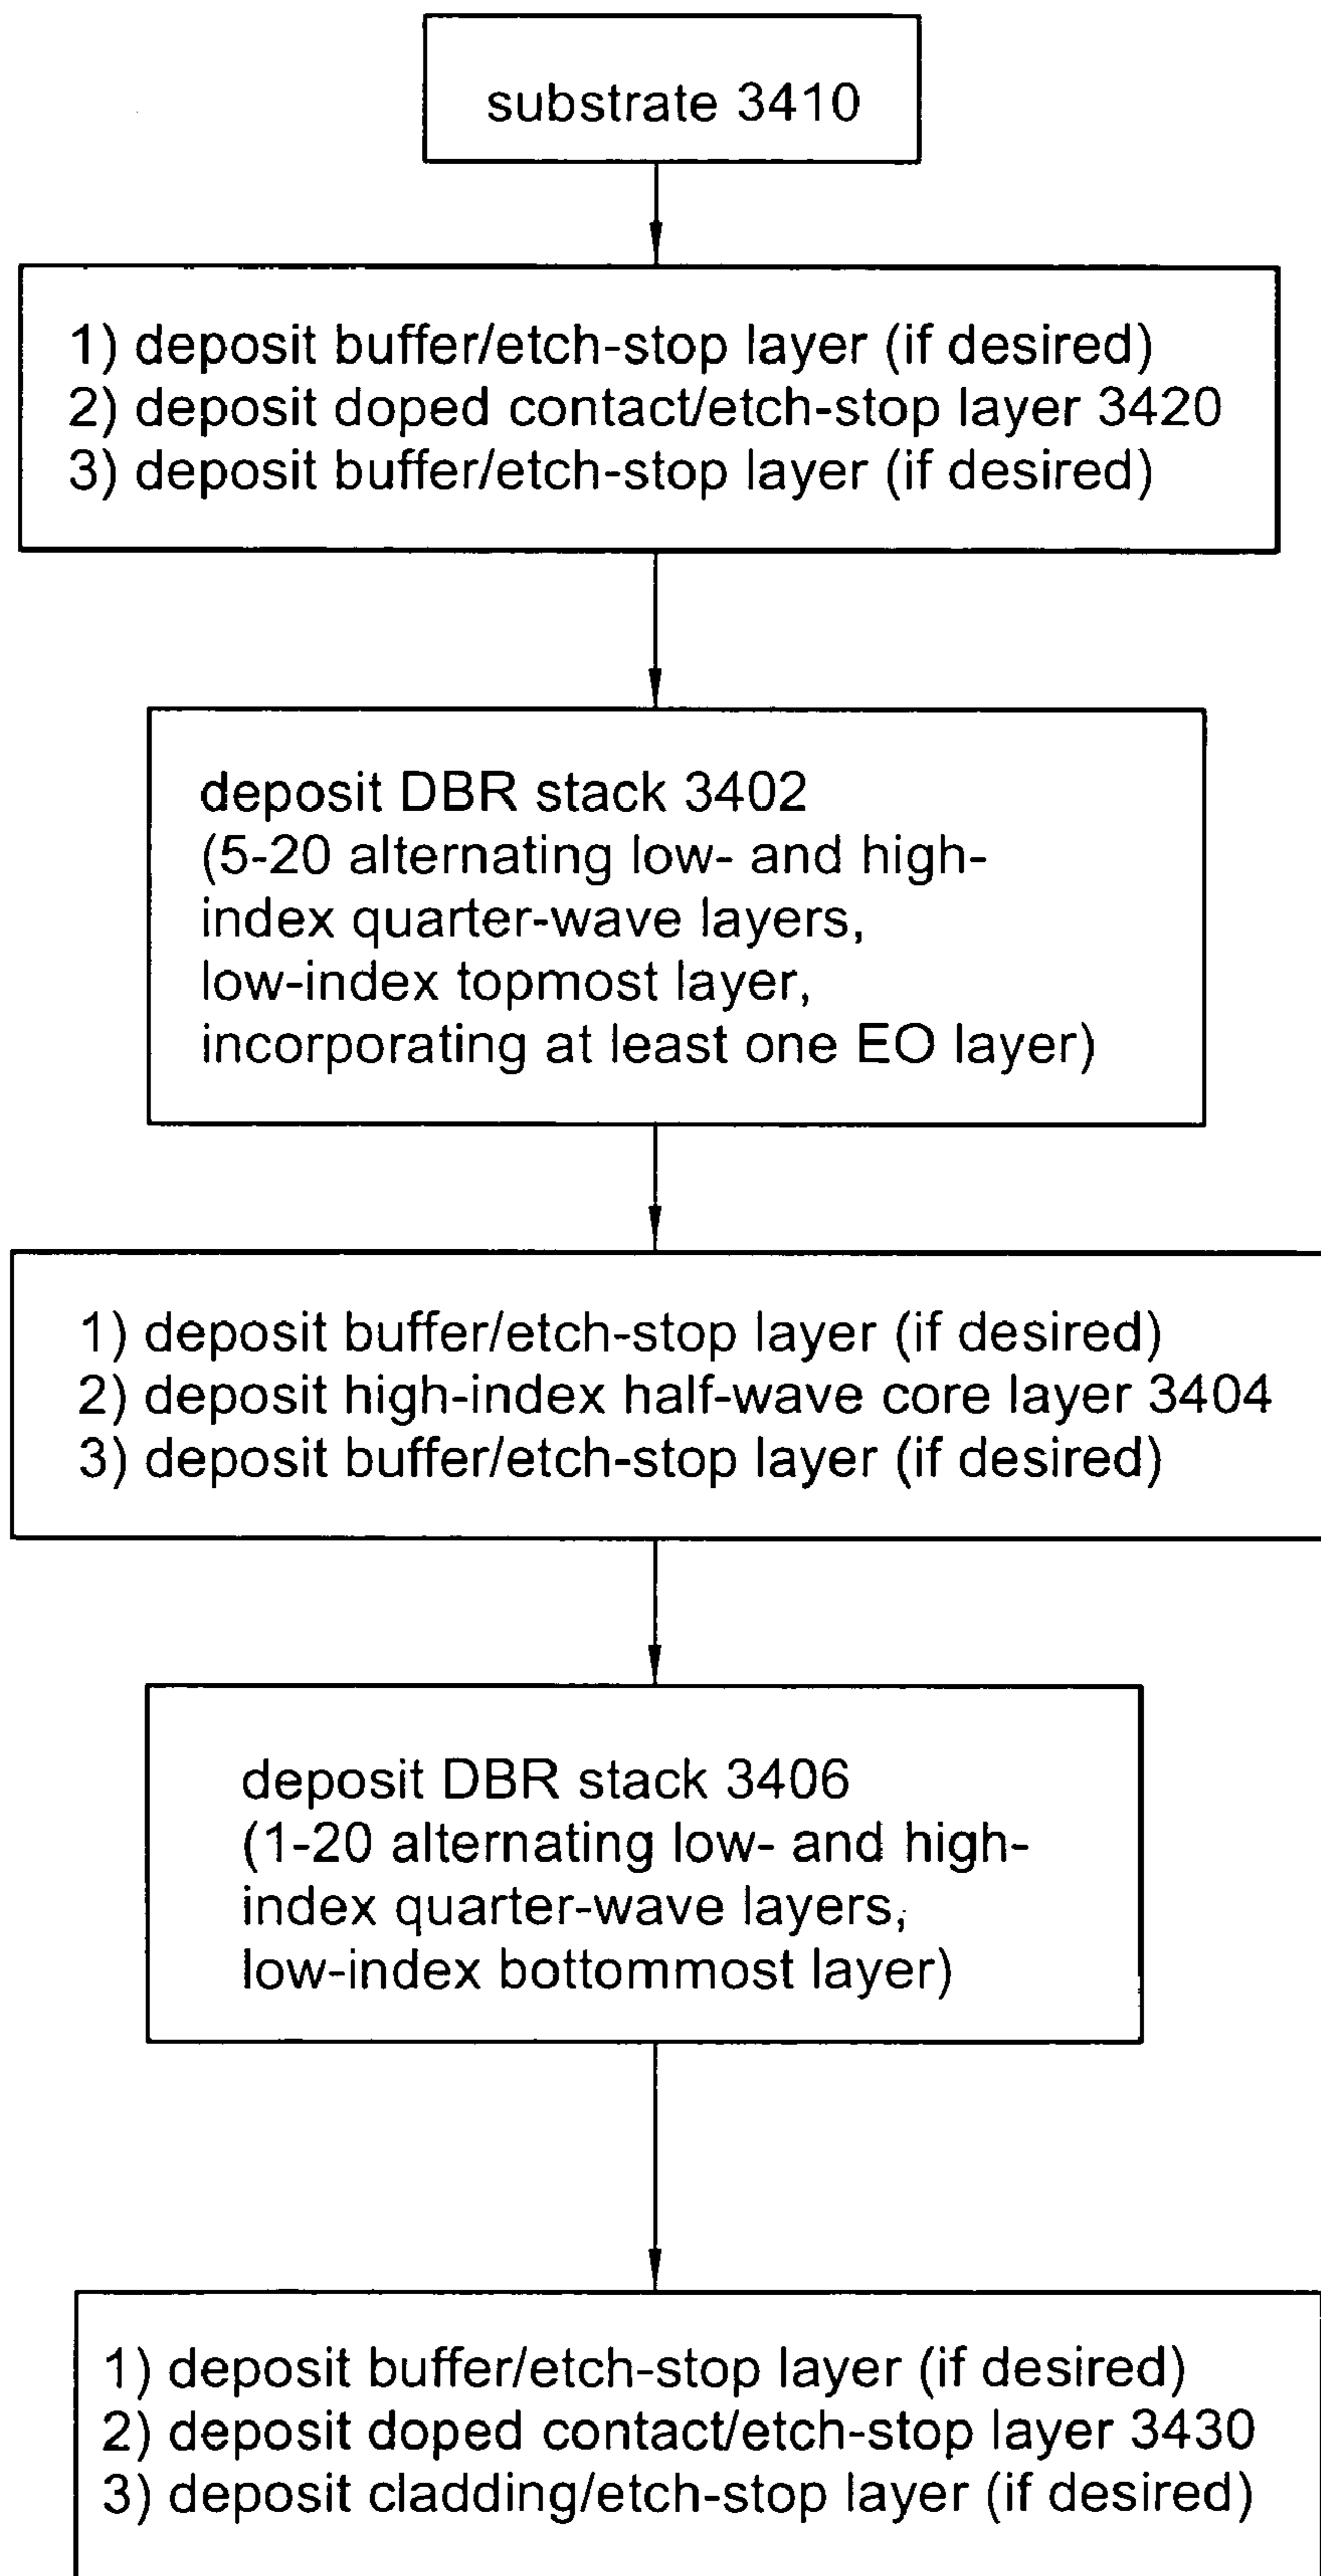 substrate 3410
1) deposit buffer/etch-stop layer (if desired)
2) deposit doped contact/etch-stop layer 3420
3) deposit buffer/etch-stop layer (if desired)
deposit DBR stack 3402
(5-20 alternating low- and high-
index quarter-wave layers,
low-index topmost layer,
incorporating at least one EO layer)
1) deposit buffer/etch-stop layer (if desired)
2) deposit high-index half-wave core layer 3404
3) deposit buffer/etch-stop layer (if desired)
deposit DBR stack 3406
(1-20 alternating low- and high-
index quarter-wave layers,
low-index bottommost layer)
1) deposit buffer/etch-stop layer (if desired)
2) deposit doped contact/etch-stop layer 3430
3) deposit cladding/etch-stop layer (if desired)